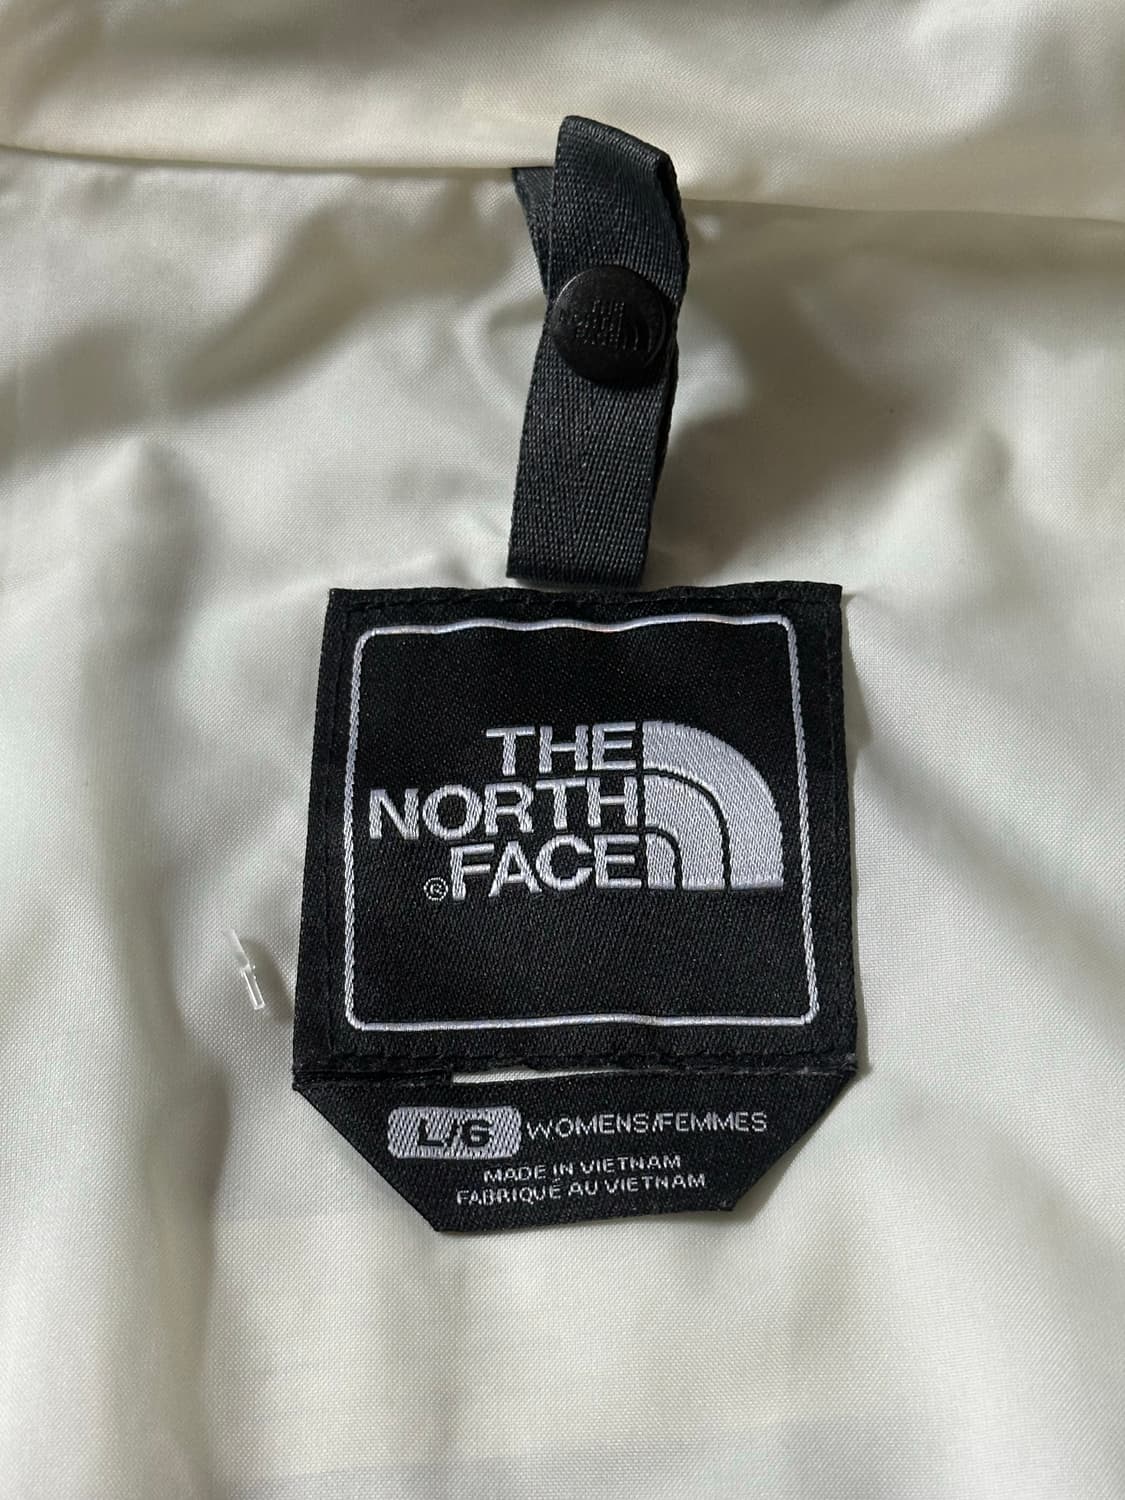 THE
NORTH
®FACE
L/G WOMENS/FEMMES
MADE IN VIETNAM
FABRIQUÉ AU VIETNAM